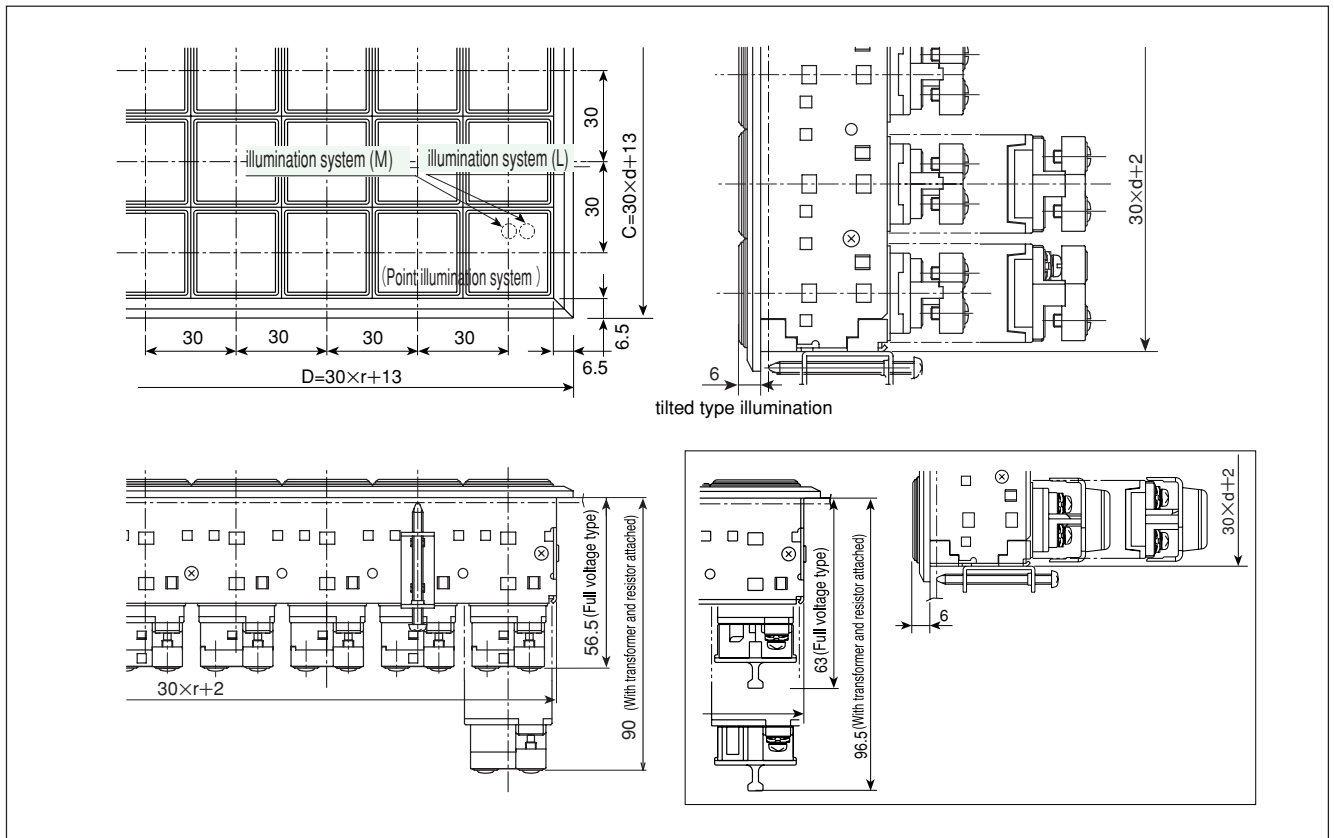 30
30
C=30×d+13
illumination system (M)
illumination system (L)
(Point illumination system )
30
30
30
30
6.5
6.5
D=30×r+13
30×d+2
6
tilted type illumination
56.5 (Full voltage type)
90 (With transformer and resistor attached)
30×r+2
63 (Full voltage type)
96.5 (With transformer and resistor attached)
30×d+2
6